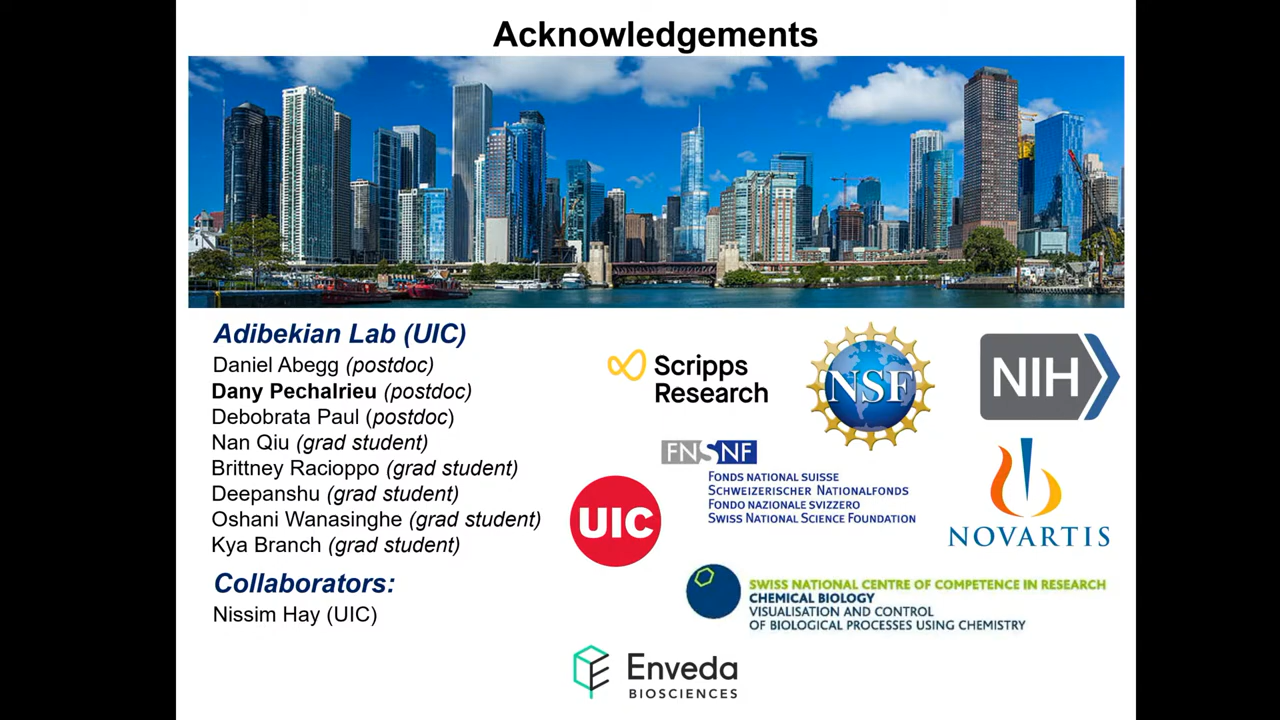 Acknowledgements
Adibekian Lab (UIC)
Daniel Abegg (postdoc)
Dany Pechalrieu (postdoc)
Debobrata Paul (postdoc)
Nan Qiu (grad student)
Brittney Racioppo (grad student)
Deepanshu (grad student)
Oshani Wanasinghe (grad student)
Kya Branch (grad student)
Collaborators:
Nissim Hay (UIC)
Scripps
Research
NSF
NIH
FNSNF
FONDS NATIONAL SUISSE
SCHWEIZERISCHER NATIONALFONDS
FONDO NAZIONALE SVIZZERO
SWISS NATIONAL SCIENCE FOUNDATION
UIC
NOVARTIS
SWISS NATIONAL CENTRE OF COMPETENCE IN RESEARCH
CHEMICAL BIOLOGY
VISUALISATION AND CONTROL
OF BIOLOGICAL PROCESSES USING CHEMISTRY
Enveda
BIOSCIENCES